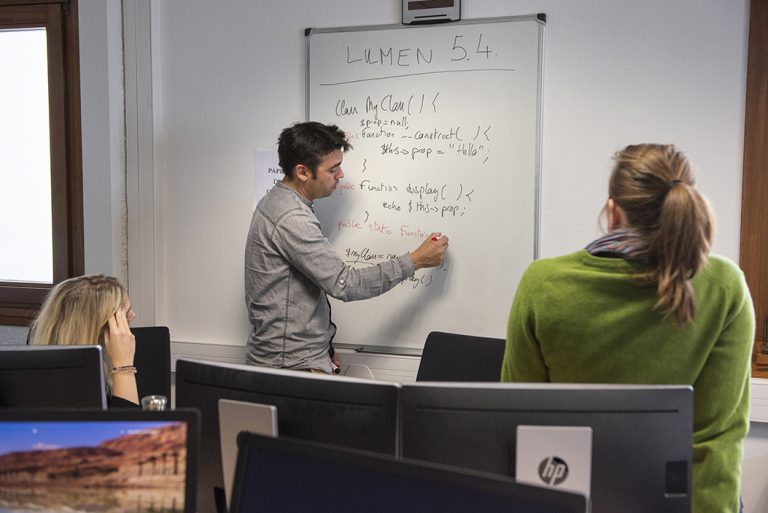 LUMEN 5.4.
Class MyClass( ) {
$prop=null;
Function __construct( ) {
$this->prop = "Hello";
}
Function display( ) {
echo $this->prop;
}
public static Function
$myClass=
hp